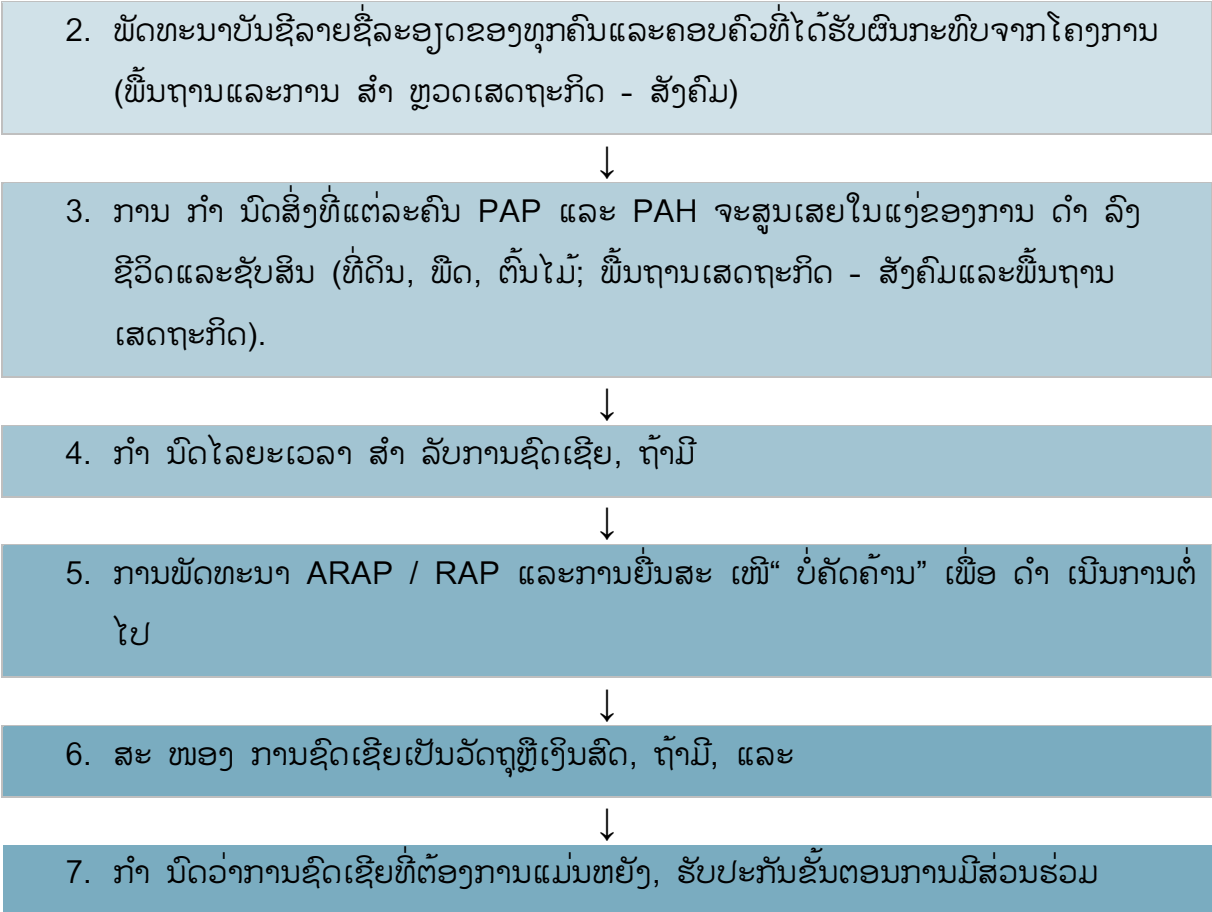 2. ພັດທະນາບັນຊີລາຍຊື່ລະອຽດຂອງທຸກຄົນແລະຄອບຄົວທີ່ໄດ້ຮັບຜົນກະທົບຈາກໂຄງການ
(ພື້ນຖານແລະການ ສຳ ຫຼວດເສດຖະກິດ - ສັງຄົມ)
↓
3. ການ ກຳ ນົດສິ່ງທີ່ແຕ່ລະຄົນ PAP ແລະ PAH ຈະສູນເສຍໃນແງ່ຂອງການ ດຳ ລົງ
ຊີວິດແລະຊັບສິນ (ທີ່ດິນ, ພືດ, ຕົ້ນໄມ້; ພື້ນຖານເສດຖະກິດ - ສັງຄົມແລະພື້ນຖານ
ເສດຖະກິດ).
↓
4. ກຳ ນົດໄລຍະເວລາ ສຳ ລັບການຊົດເຊີຍ, ຖ້າມີ
↓
5. ການພັດທະນາ ARAP / RAP ແລະການຍື່ນສະ ເໜີ“ ບໍ່ຄັດຄ້ານ” ເພື່ອ ດຳ ເນີນການຕໍ່
ໄປ
↓
6. ສະ ໜອງ ການຊົດເຊີຍເປັນວັດຖຸຫຼືເງິນສົດ, ຖ້າມີ, ແລະ
↓
7. ກຳ ນົດວ່າການຊົດເຊີຍທີ່ຕ້ອງການແມ່ນຫຍັງ, ຮັບປະກັນຂັ້ນຕອນການມີສ່ວນຮ່ວມ